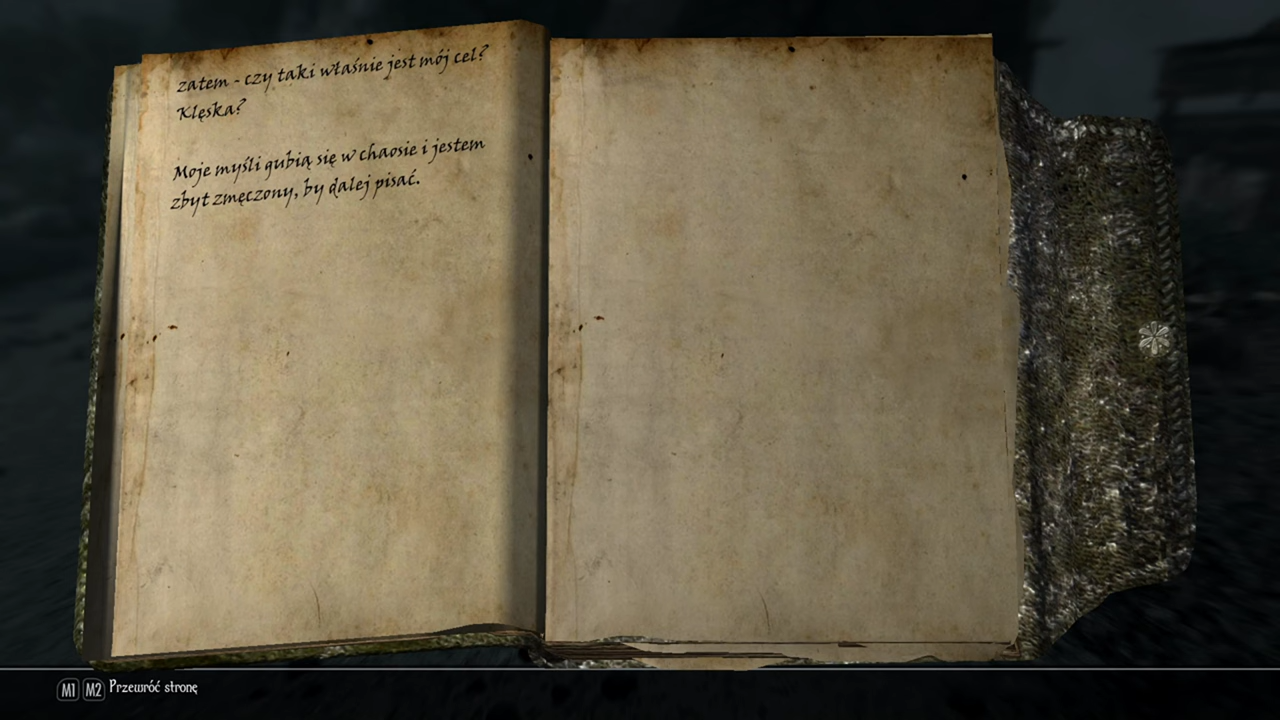 zatem - czy taki właśnie jest mój cel?
Klęska?
Moje myśli gubią się w chaosie i jestem
zbyt zmęczony, by dalej pisać.
M1 M2 Przewróć stronę